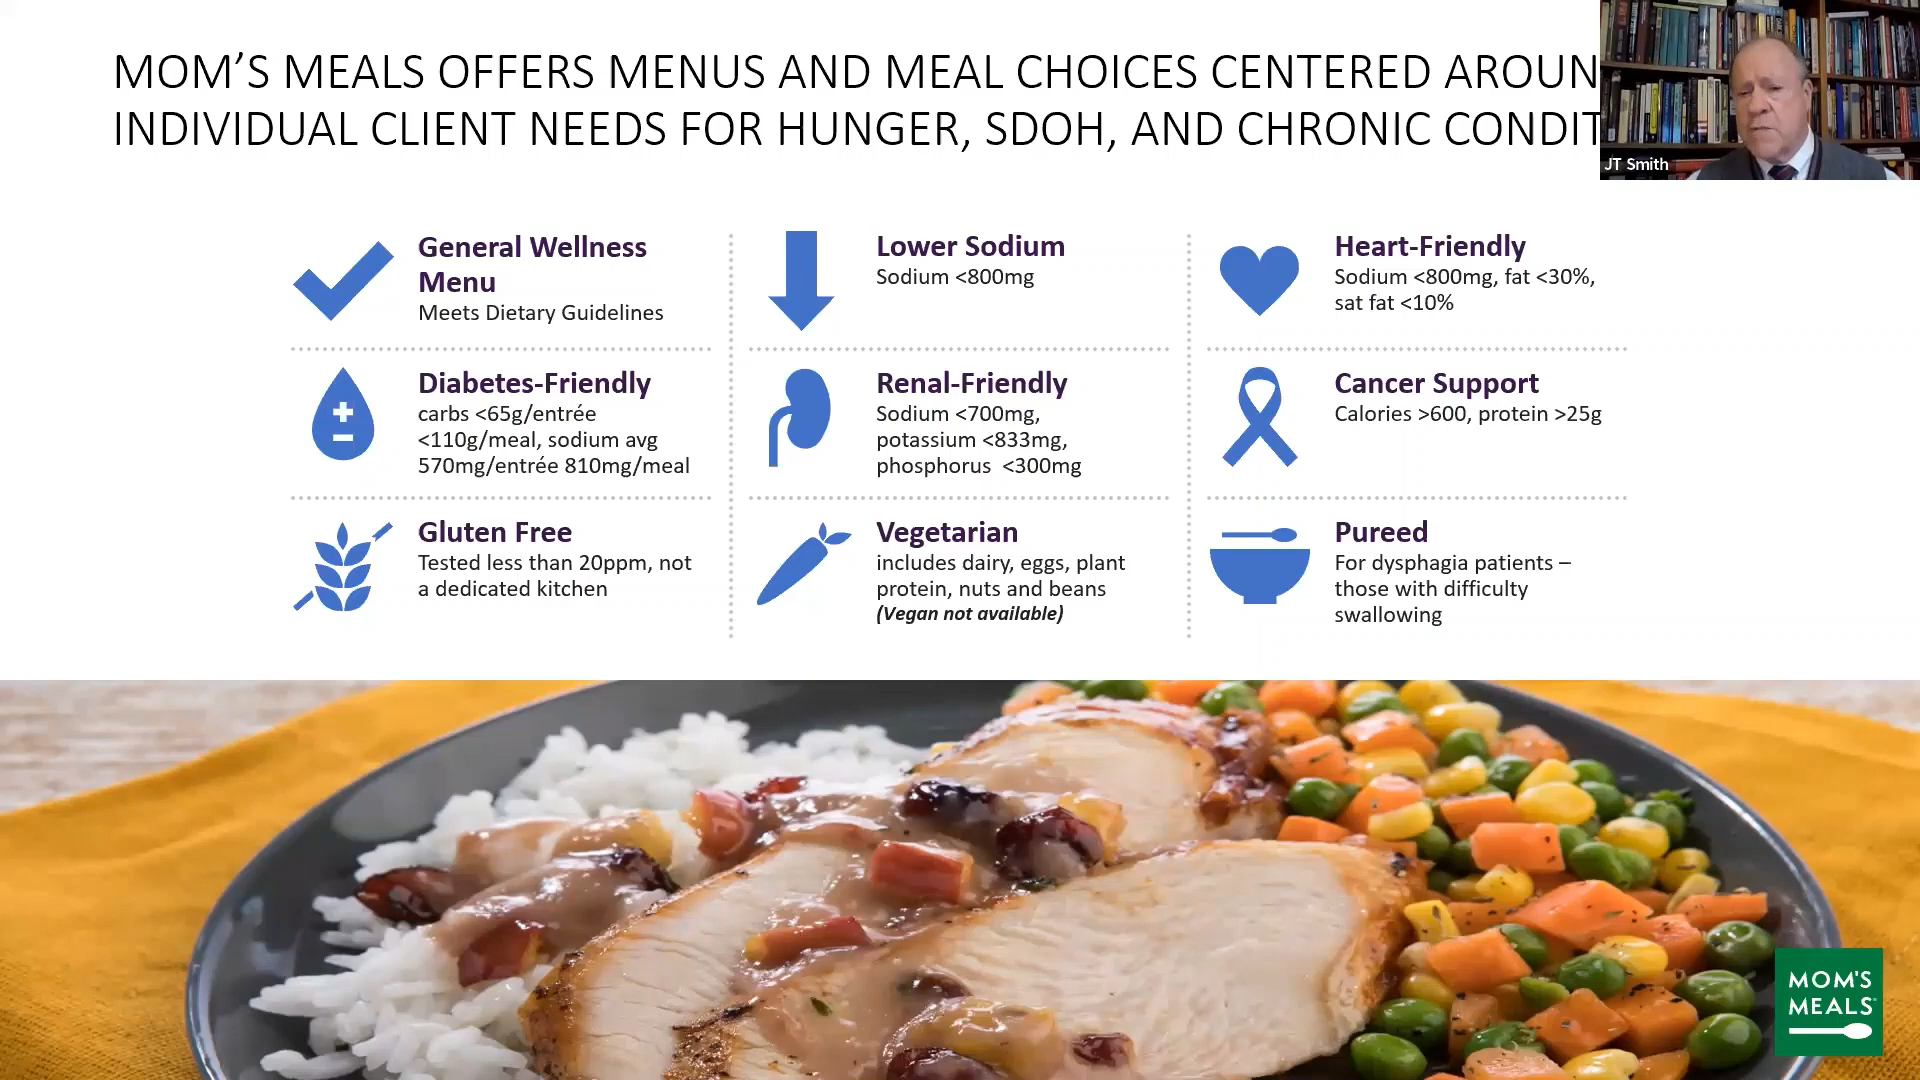 MOM’S MEALS OFFERS MENUS AND MEAL CHOICES CENTERED AROUN
INDIVIDUAL CLIENT NEEDS FOR HUNGER, SDOH, AND CHRONIC CONDIT
JT Smith
General Wellness
Menu
Meets Dietary Guidelines
Lower Sodium
Sodium <800mg
Heart-Friendly
Sodium <800mg, fat <30%,
sat fat <10%
Diabetes-Friendly
carbs <65g/entrée
<110g/meal, sodium avg
570mg/entrée 810mg/meal
Renal-Friendly
Sodium <700mg,
potassium <833mg,
phosphorus <300mg
Cancer Support
Calories >600, protein >25g
Gluten Free
Tested less than 20ppm, not
a dedicated kitchen
Vegetarian
includes dairy, eggs, plant
protein, nuts and beans
(Vegan not available)
Pureed
For dysphagia patients –
those with difficulty
swallowing
MOM'S
MEALS